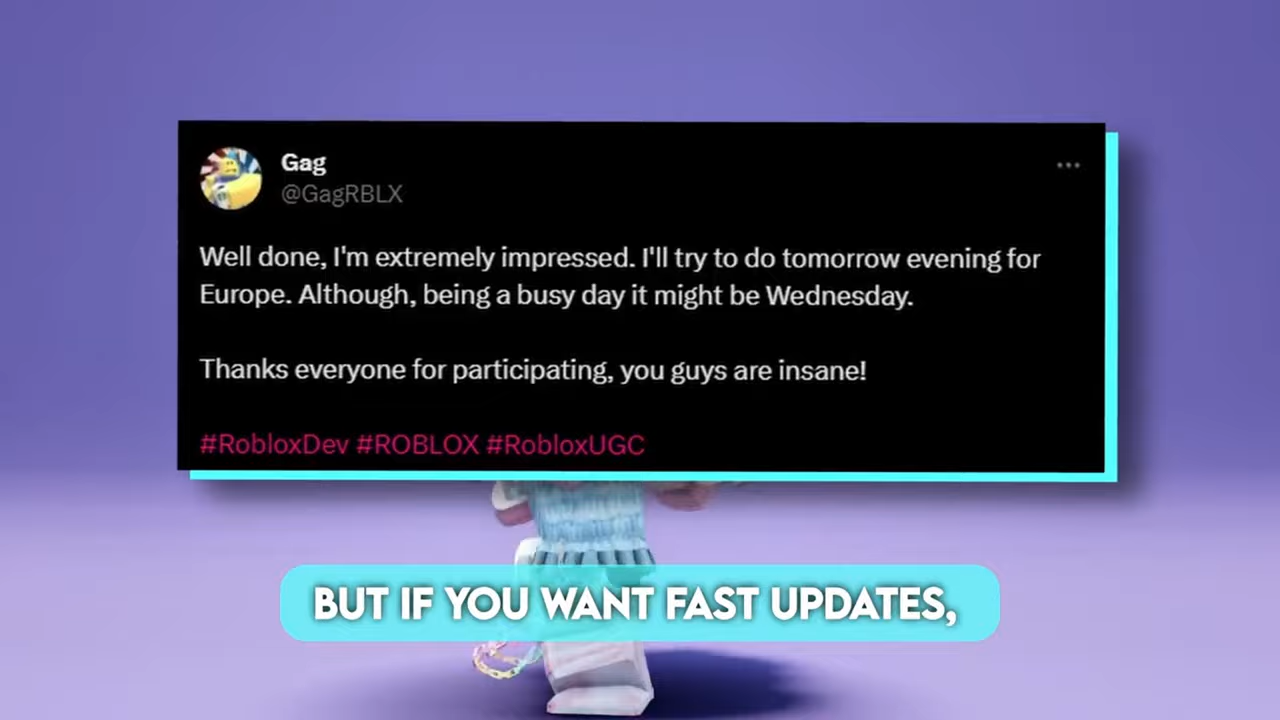 Gag
@GagRBLX
Well done, I'm extremely impressed. I'll try to do tomorrow evening for
Europe. Although, being a busy day it might be Wednesday.
Thanks everyone for participating, you guys are insane!
#RobloxDev #ROBLOX #RobloxUGC
BUT IF YOU WANT FAST UPDATES,